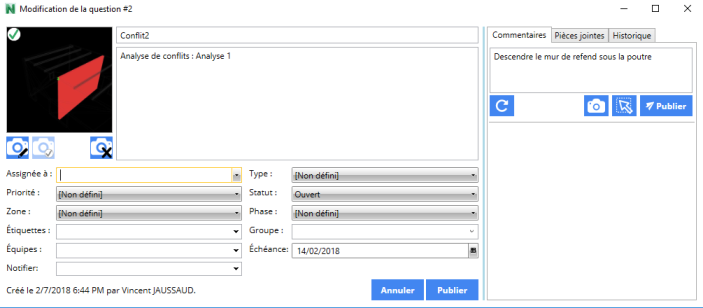 Modification de la question #2
Conflit2
Analyse de conflits : Analyse 1
Assignée à :
Type :
[Non défini]
Priorité :
[Non défini]
Statut :
Ouvert
Zone :
[Non défini]
Phase :
[Non défini]
Étiquettes :
Groupe :
Équipes :
Échéance:
14/02/2018
Notifier:
Créé le 2/7/2018 6:44 PM par Vincent JAUSSAUD.
Annuler
Publier
Commentaires
Pièces jointes
Historique
Descendre le mur de refend sous la poutre
Publier